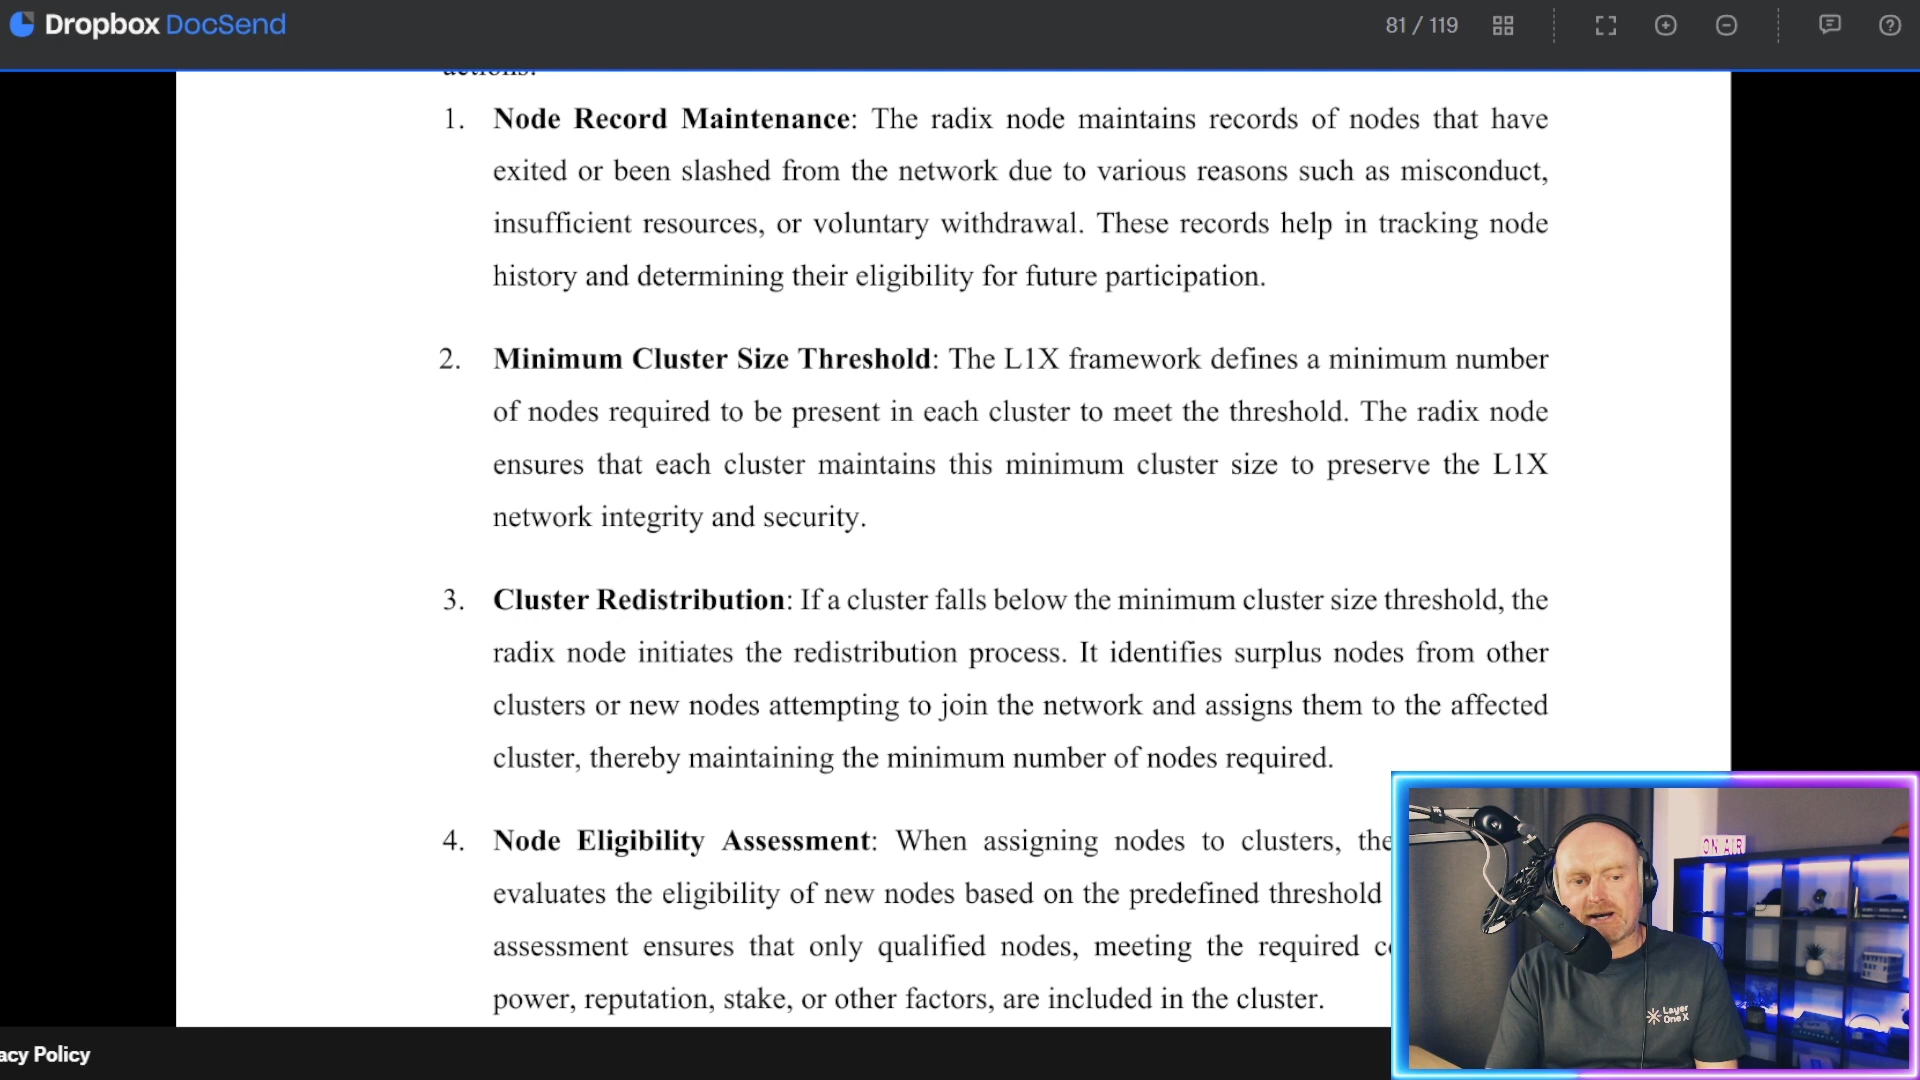 Dropbox DocSend
81 / 119
actions:
1. Node Record Maintenance: The radix node maintains records of nodes that have
exited or been slashed from the network due to various reasons such as misconduct,
insufficient resources, or voluntary withdrawal. These records help in tracking node
history and determining their eligibility for future participation.
2. Minimum Cluster Size Threshold: The L1X framework defines a minimum number
of nodes required to be present in each cluster to meet the threshold. The radix node
ensures that each cluster maintains this minimum cluster size to preserve the L1X
network integrity and security.
3. Cluster Redistribution: If a cluster falls below the minimum cluster size threshold, the
radix node initiates the redistribution process. It identifies surplus nodes from other
clusters or new nodes attempting to join the network and assigns them to the affected
cluster, thereby maintaining the minimum number of nodes required.
4. Node Eligibility Assessment: When assigning nodes to clusters, the
evaluates the eligibility of new nodes based on the predefined threshold
assessment ensures that only qualified nodes, meeting the required
power, reputation, stake, or other factors, are included in the cluster.
ON AIR
Layer
One X
acy Policy